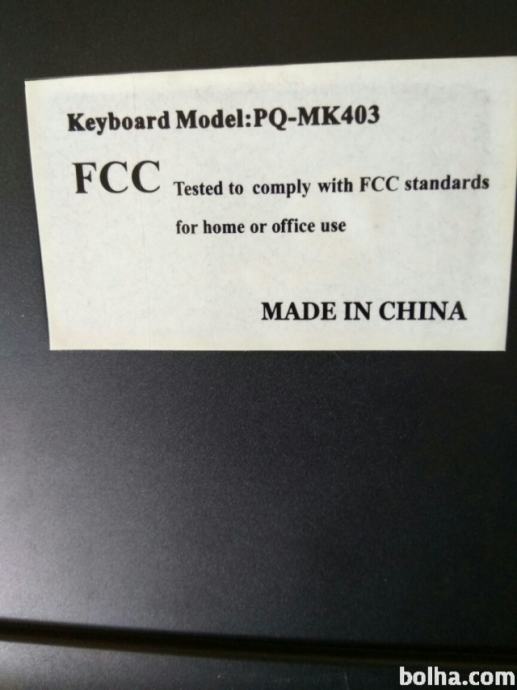 Keyboard Model:PQ-MK403
FCC Tested to comply with FCC standards
for home or office use
MADE IN CHINA
bolha.com